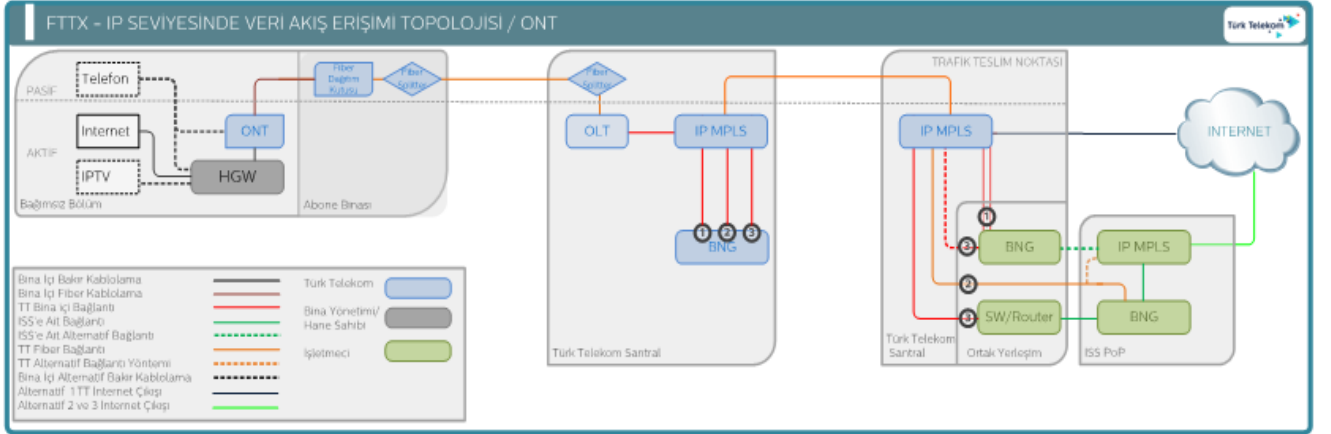 FTTX - IP SEVİYESİNDE VERİ AKIŞ ERİŞİMİ TOPOLOJİSİ / ONT
Türk Telekom
PASİF
AKTİF
Telefon
Internet
IPTV
ONT
HGW
Bağımsız Bölüm
Fiber
Dağıtım
Kutusu
Fiber
Splitter
Abone Binası
Fiber
Splitter
OLT
IP MPLS
1
2
3
BNG
Türk Telekom Santral
TRAFİK TESLİM NOKTASI
IP MPLS
INTERNET
1
3
BNG
IP MPLS
2
3
SW/Router
BNG
Türk Telekom
Santral
Ortak Yerleşim
ISS PoP
Bina İçi Bakır Kablolama
Bina İçi Fiber Kablolama
TT Bina içi Bağlantı
ISS'e Ait Bağlantı
ISS'e Ait Alternatif Bağlantı
TT Fiber Bağlantı
TT Alternatif Bağlantı Yöntemi
Bina İçi Alternatif Bakır Kablolama
Alternatif 1 TT İnternet Çıkışı
Alternatif 2 ve 3 İnternet Çıkışı
Türk Telekom
Bina Yönetimi/
Hane Sahibi
İşletmeci